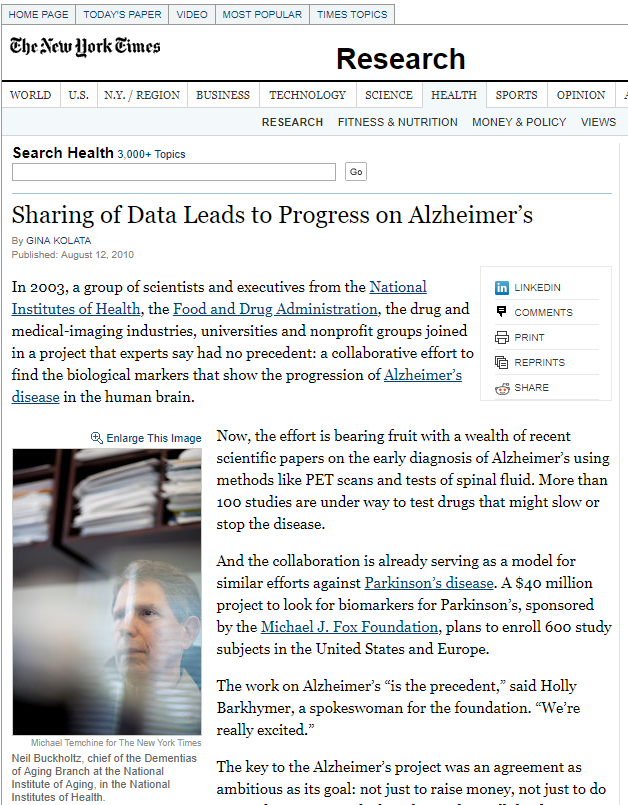 HOME PAGE TODAY'S PAPER VIDEO MOST POPULAR TIMES TOPICS
The New York Times
Research
WORLD U.S. N.Y. / REGION BUSINESS TECHNOLOGY SCIENCE HEALTH SPORTS OPINION
RESEARCH FITNESS & NUTRITION MONEY & POLICY VIEWS
Search Health 3,000+ Topics
Go
Sharing of Data Leads to Progress on Alzheimer’s
By GINA KOLATA
Published: August 12, 2010
In 2003, a group of scientists and executives from the National
Institutes of Health, the Food and Drug Administration, the drug and
medical-imaging industries, universities and nonprofit groups joined
in a project that experts say had no precedent: a collaborative effort to
find the biological markers that show the progression of Alzheimer’s
disease in the human brain.
LINKEDIN
COMMENTS
PRINT
REPRINTS
SHARE
Enlarge This Image
Michael Temchine for The New York Times
Neil Buckholtz, chief of the Dementias
of Aging Branch at the National
Institute of Aging, in the National
Institutes of Health.
Now, the effort is bearing fruit with a wealth of recent
scientific papers on the early diagnosis of Alzheimer’s using
methods like PET scans and tests of spinal fluid. More than
100 studies are under way to test drugs that might slow or
stop the disease.
And the collaboration is already serving as a model for
similar efforts against Parkinson’s disease. A $40 million
project to look for biomarkers for Parkinson’s, sponsored
by the Michael J. Fox Foundation, plans to enroll 600 study
subjects in the United States and Europe.
The work on Alzheimer’s “is the precedent,” said Holly
Barkhymer, a spokeswoman for the foundation. “We’re
really excited.”
The key to the Alzheimer’s project was an agreement as
ambitious as its goal: not just to raise money, not just to do